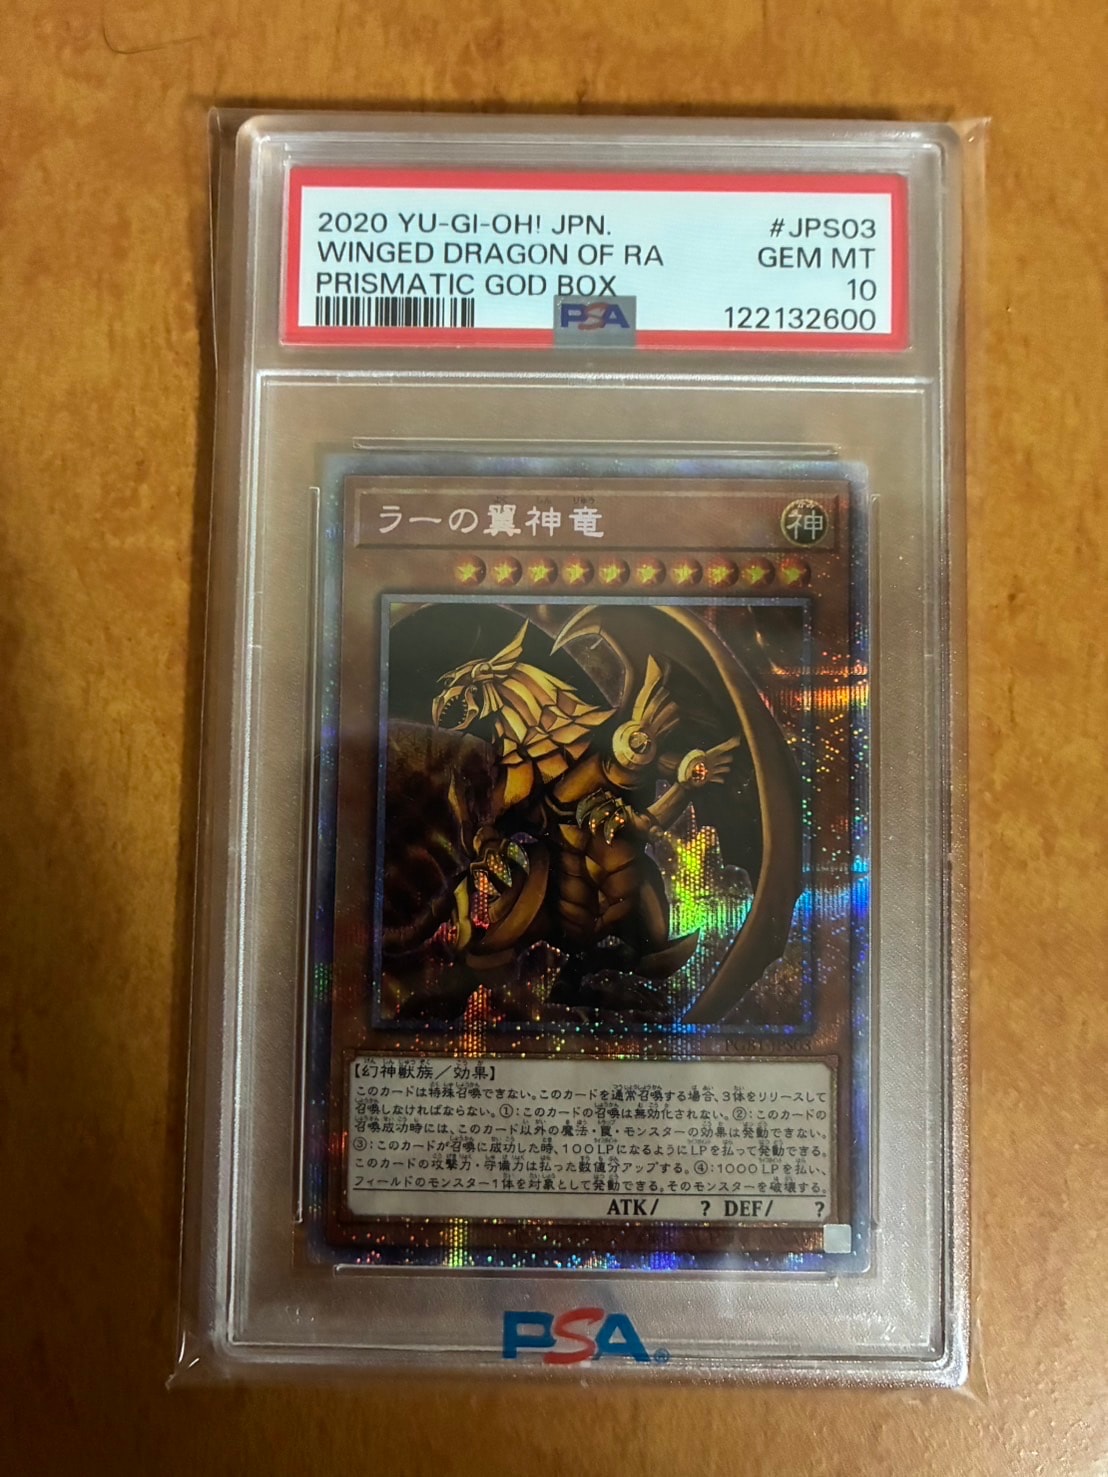 2020 YU-GI-OH! JPN. #JPS03
WINGED DRAGON OF RA GEM MT
PRISMATIC GOD BOX 10
PSA 122132600
ラーの翼神竜 神
PGB1-JPS03
【幻神獣族/効果】
このカードは特殊召喚できない。このカードを通常召喚する場合、3体をリリースして
召喚しなければならない。①:このカードの召喚は無効化されない。②:このカードの
召喚成功時には、このカード以外の魔法・罠・モンスターの効果は発動できない。
③:このカードが召喚に成功した時、100LPになるようにLPを払って発動できる。
このカードの攻撃力・守備力は払った数値分アップする。④:1000LPを払い、
フィールドのモンスター1体を対象として発動できる。そのモンスターを破壊する。
ATK/ ? DEF/ ?
PSA®